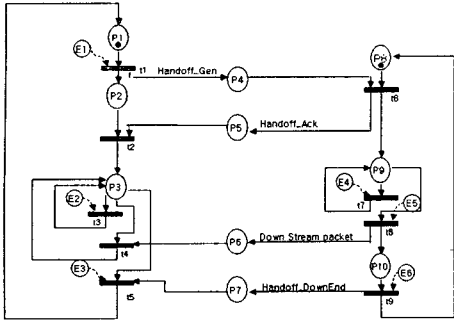 P1
E1
t1
Handoff_Gen
P4
P2
t6
P5
Handoff_Ack
t2
P9
P3
E4
E2
t7
E5
t3
t8
P6
Down Stream packet
t4
E3
P10
E6
P7
Handoff_DownEnd
t5
t9